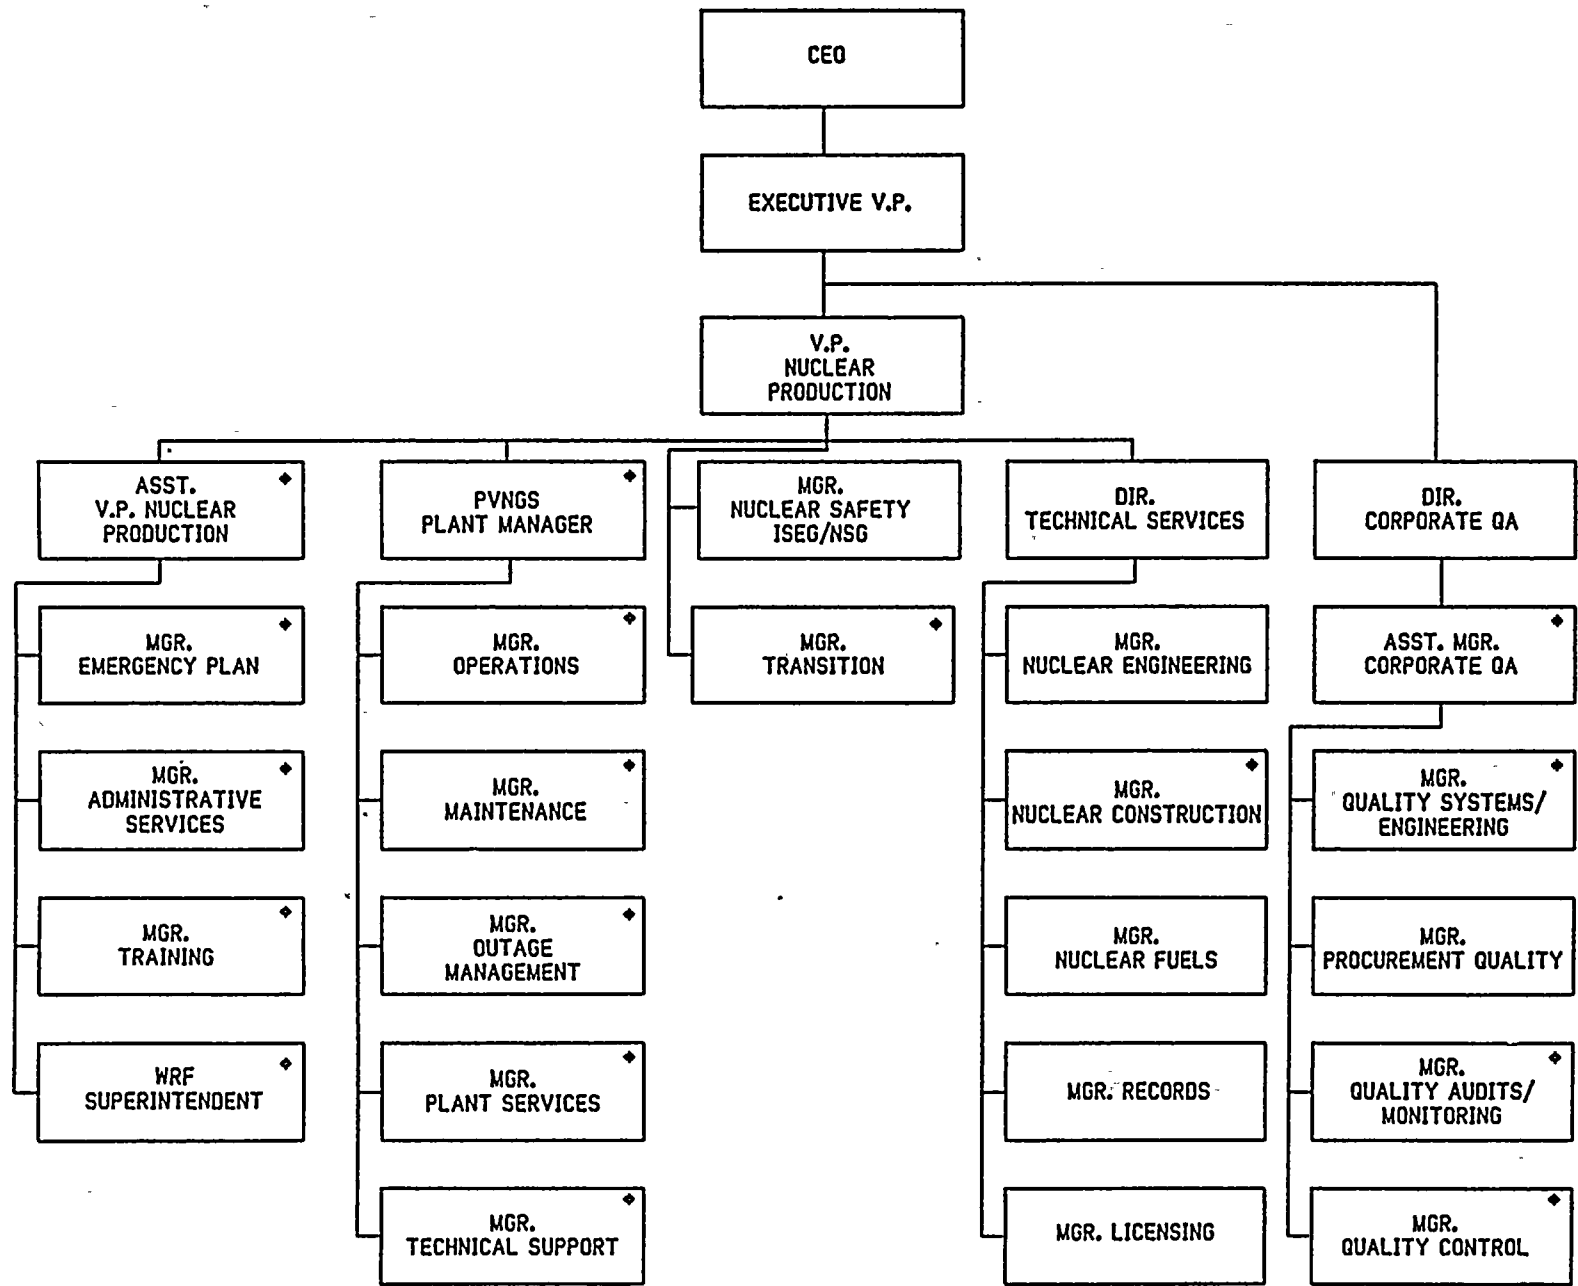 CEO
EXECUTIVE V.P.
V.P.
NUCLEAR
PRODUCTION
ASST.
V.P. NUCLEAR
PRODUCTION
PVNGS
PLANT MANAGER
MGR.
NUCLEAR SAFETY
ISEG/NSG
DIR.
TECHNICAL SERVICES
DIR.
CORPORATE QA
MGR.
EMERGENCY PLAN
MGR.
OPERATIONS
MGR.
TRANSITION
MGR.
NUCLEAR ENGINEERING
ASST. MGR.
CORPORATE QA
MGR.
ADMINISTRATIVE
SERVICES
MGR.
MAINTENANCE
MGR.
NUCLEAR CONSTRUCTION
MGR.
QUALITY SYSTEMS/
ENGINEERING
MGR.
TRAINING
MGR.
OUTAGE
MANAGEMENT
MGR.
NUCLEAR FUELS
MGR.
PROCUREMENT QUALITY
WRF
SUPERINTENDENT
MGR.
PLANT SERVICES
MGR. RECORDS
MGR.
QUALITY AUDITS/
MONITORING
MGR.
TECHNICAL SUPPORT
MGR. LICENSING
MGR.
QUALITY CONTROL